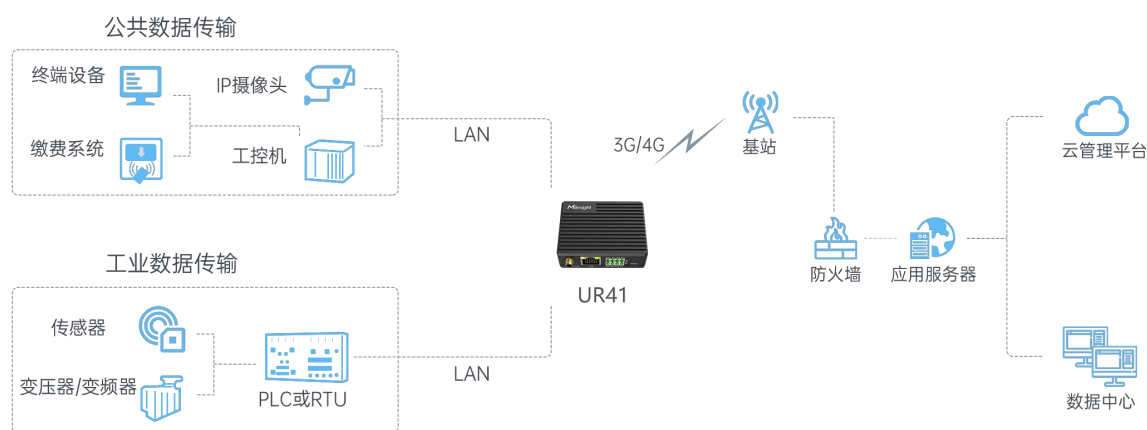 公共数据传输
终端设备
IP摄像头
缴费系统
工控机
LAN
3G/4G
基站
云管理平台
Milesight
UR41
防火墙
应用服务器
工业数据传输
传感器
变压器/变频器
PLC或RTU
LAN
数据中心